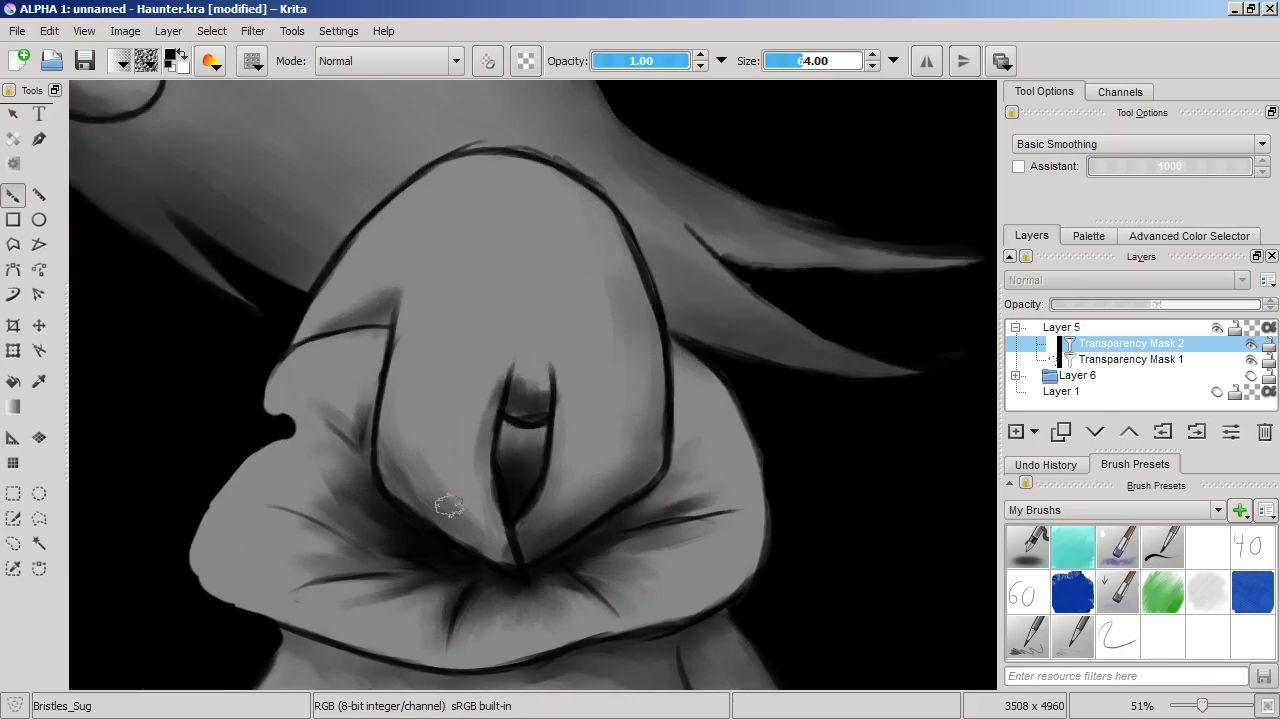 ALPHA 1: unnamed - Haunter.kra [modified] – Krita
File Edit View Image Layer Select Filter Tools Settings Help
Mode: Normal Opacity: 1.00 Size: 64.00
Tools
Tool Options Channels
Tool Options
Basic Smoothing
Assistant: 1000
Layers Palette Advanced Color Selector
Layers
Normal
Opacity:
Layer 5
Transparency Mask 2
Transparency Mask 1
Layer 6
Layer 1
Undo History Brush Presets
Brush Presets
My Brushes
40
60
Enter resource filters here
Bristles_Sug RGB (8-bit integer/channel) sRGB built-in 3508 x 4960 51%